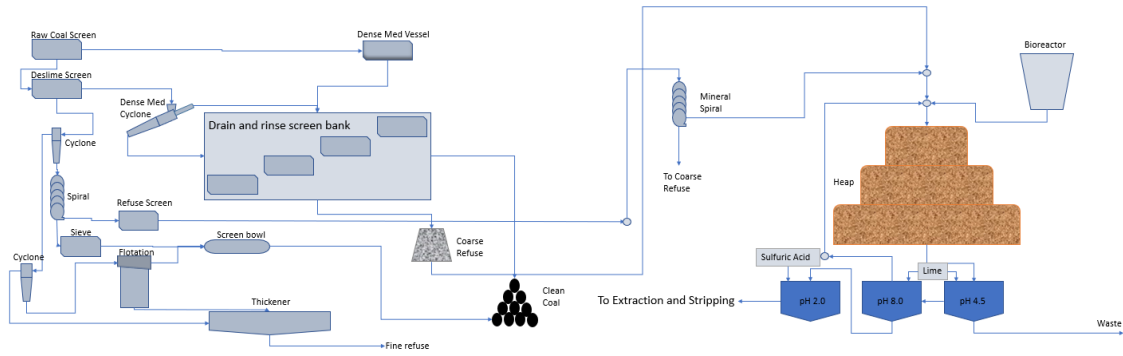 Raw Coal Screen
Dense Med Vessel
Bioreactor
Deslime Screen
Dense Med
Cyclone
Mineral
Spiral
Drain and rinse screen bank
Cyclone
To Coarse
Refuse
Heap
Spiral
Refuse Screen
Sieve
Screen bowl
Coarse
Refuse
Flotation
Cyclone
Sulfuric Acid
Lime
Clean
Coal
To Extraction and Stripping
pH 2.0
pH 8.0
pH 4.5
Thickener
Waste
Fine refuse